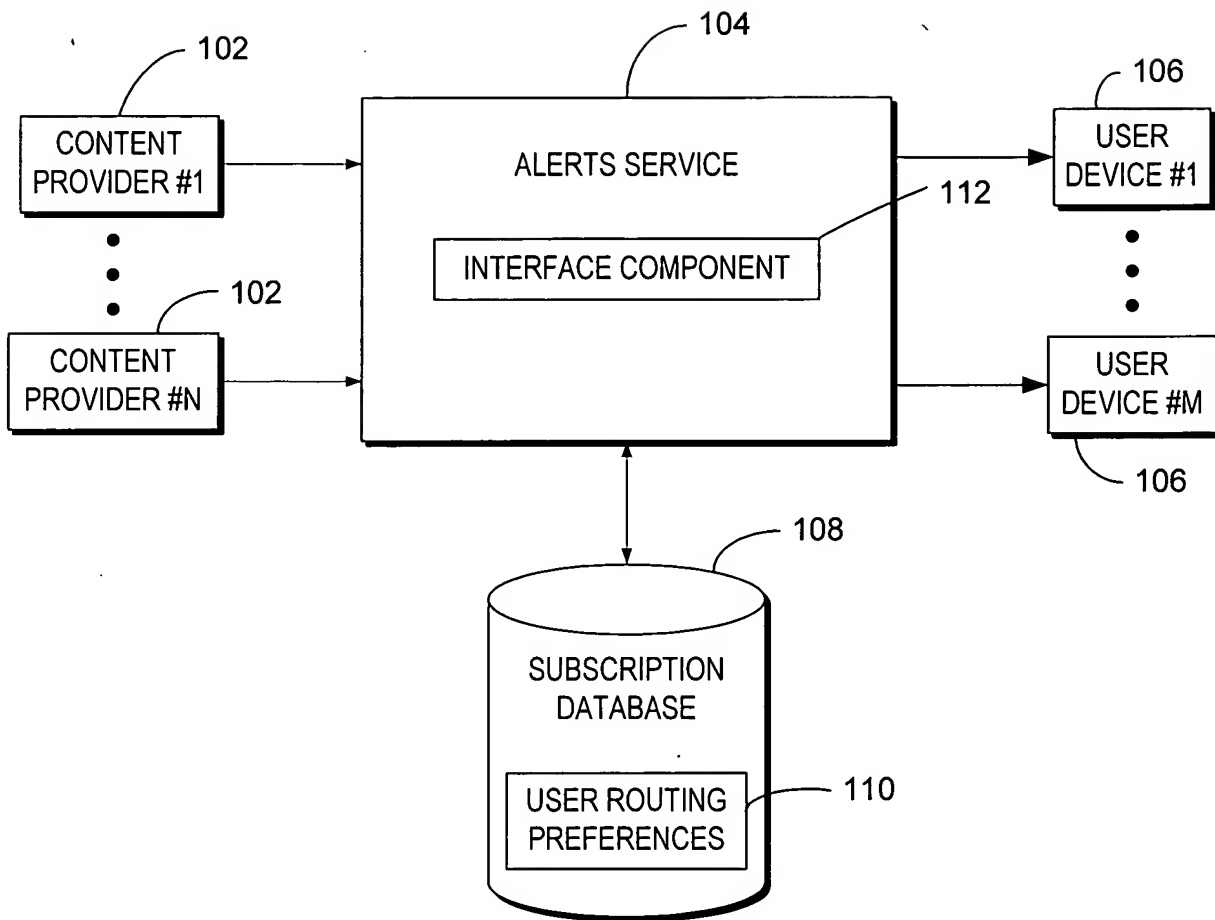 102
104
106
CONTENT
PROVIDER #1
ALERTS SERVICE
USER
DEVICE #1
112
INTERFACE COMPONENT
102
CONTENT
PROVIDER #N
USER
DEVICE #M
106
108
SUBSCRIPTION
DATABASE
USER ROUTING
PREFERENCES
110